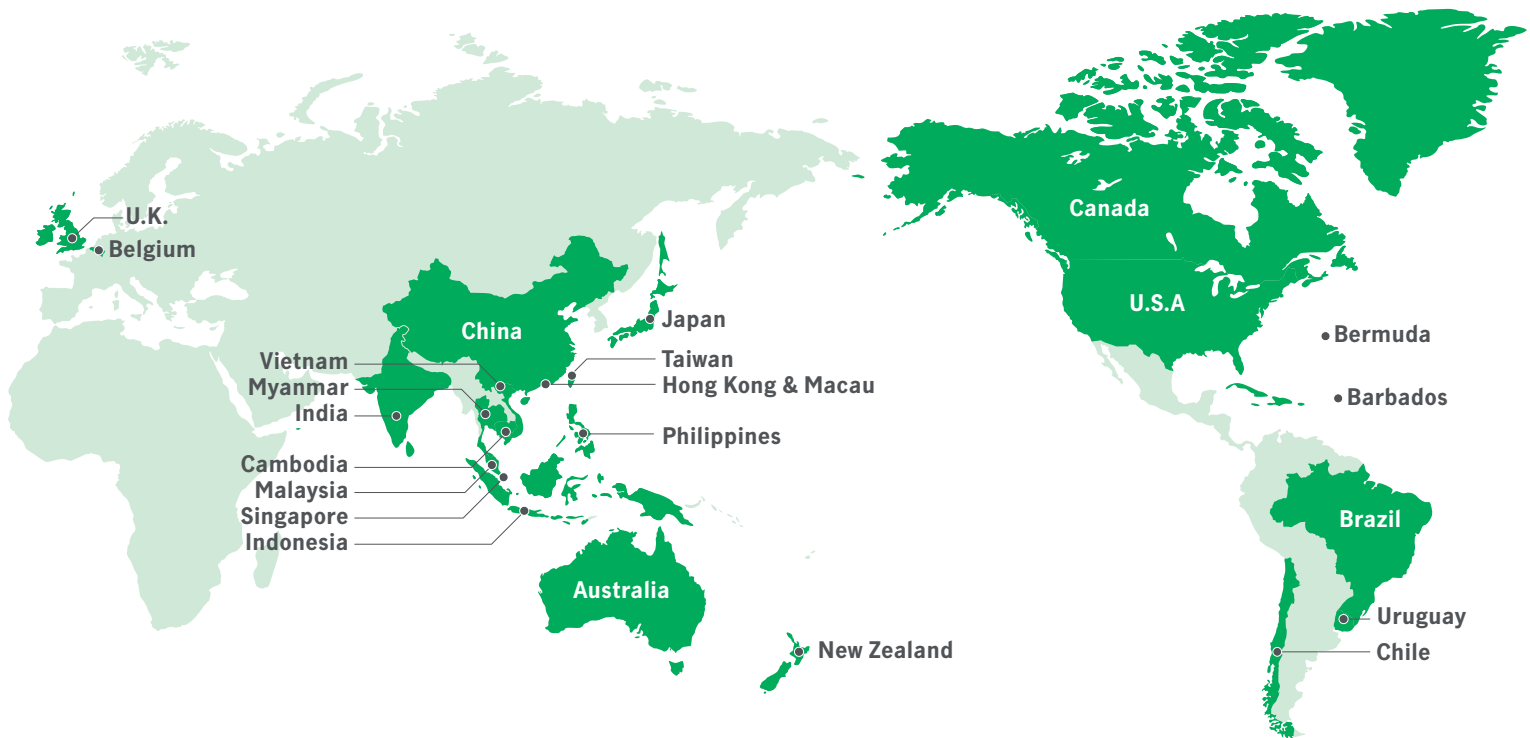 U.K.
Belgium
China
Japan
Vietnam
Taiwan
Myanmar
Hong Kong & Macau
India
Philippines
Cambodia
Malaysia
Singapore
Indonesia
Australia
New Zealand
Canada
U.S.A
Bermuda
Barbados
Brazil
Uruguay
Chile